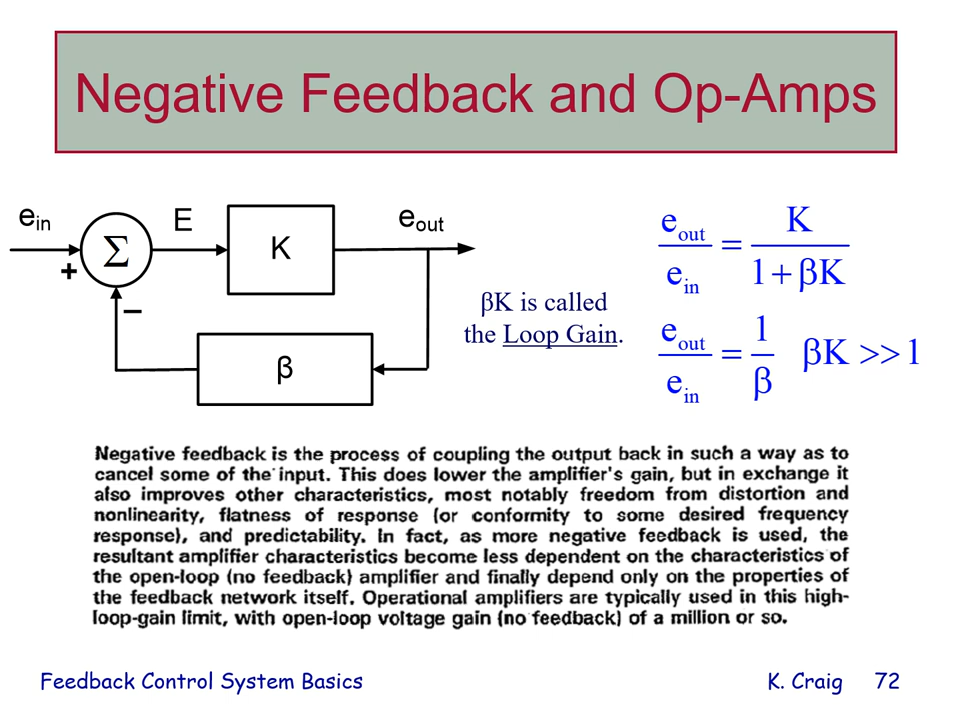 Negative Feedback and Op-Amps
e_in
E
e_out
Σ
K
+
−
β
βK is called
the Loop Gain.
e_out / e_in = K / (1 + βK)
e_out / e_in = 1 / β   βK >> 1
Negative feedback is the process of coupling the output back in such a way as to
cancel some of the input. This does lower the amplifier's gain, but in exchange it
also improves other characteristics, most notably freedom from distortion and
nonlinearity, flatness of response (or conformity to some desired frequency
response), and predictability. In fact, as more negative feedback is used, the
resultant amplifier characteristics become less dependent on the characteristics of
the open-loop (no feedback) amplifier and finally depend only on the properties of
the feedback network itself. Operational amplifiers are typically used in this high-
loop-gain limit, with open-loop voltage gain (no feedback) of a million or so.
Feedback Control System Basics
K. Craig 72